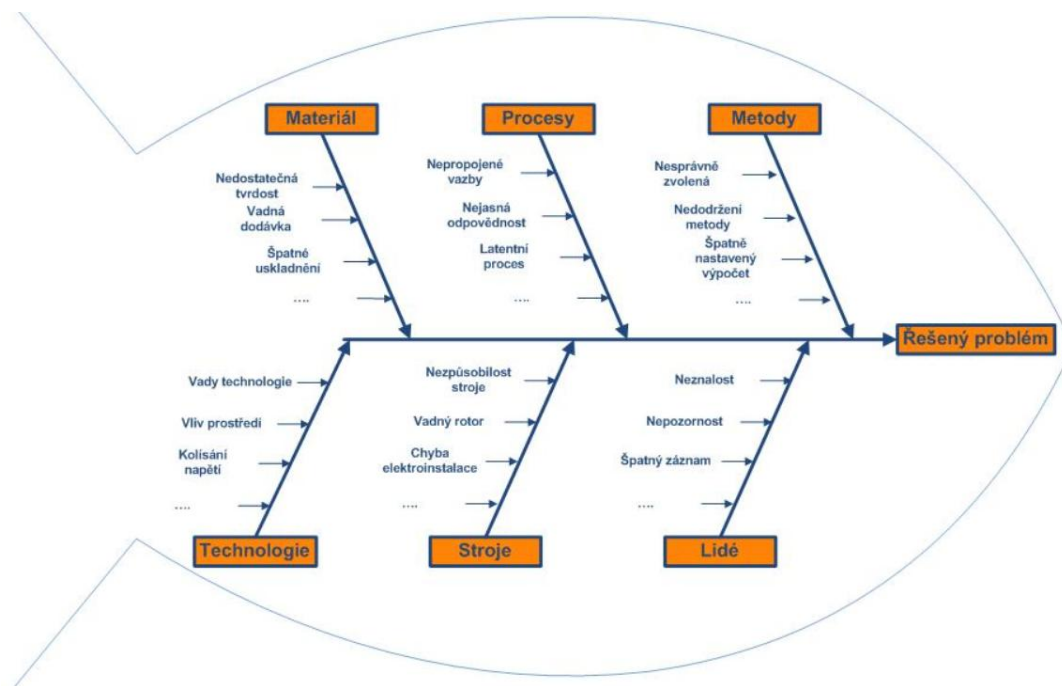 Materiál
Procesy
Metody
Nedostatečná
tvrdost
Vadná
dodávka
Špatné
uskladnění
....
Nepropojené
vazby
Nejasná
odpovědnost
Latentní
proces
....
Nesprávně
zvolená
Nedodržení
metody
Špatně
nastavený
výpočet
....
Řešený problém
Vady technologie
Vliv prostředí
Kolísání
napětí
....
Nezpůsobilost
stroje
Vadný rotor
Chyba
elektroinstalace
....
Neznalost
Nepozornost
Špatný záznam
....
Technologie
Stroje
Lidé